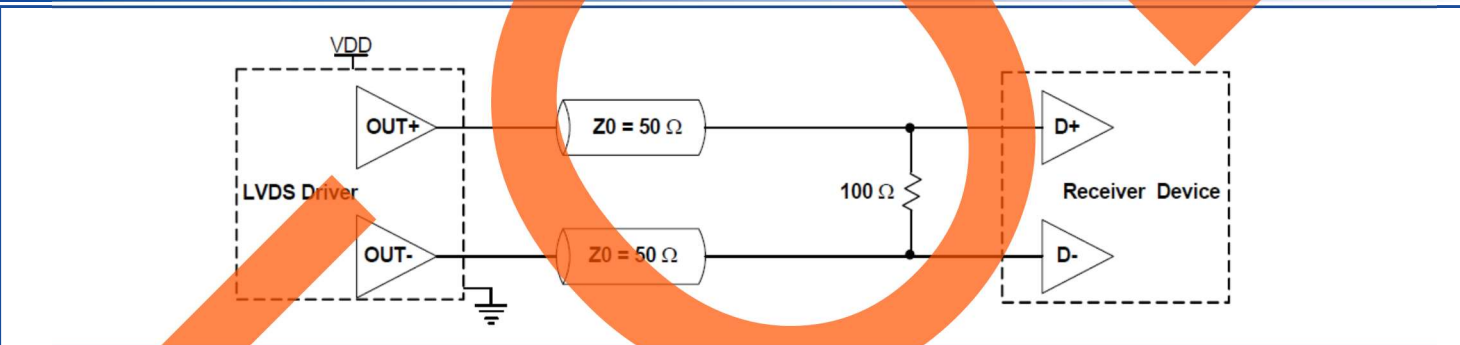 VDD
OUT+
Z0 = 50 Ω
D+
LVDS Driver
100 Ω
Receiver Device
OUT-
Z0 = 50 Ω
D-